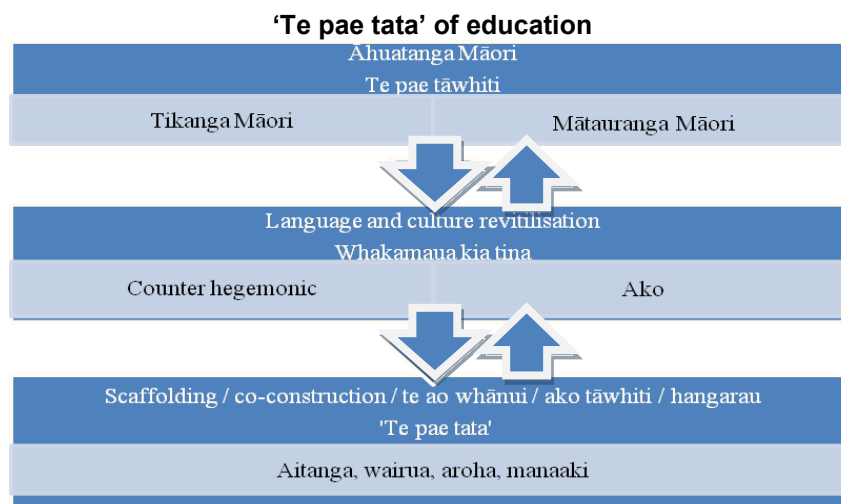 ‘Te pae tata’ of education
Āhuatanga Māori
Te pae tāwhiti
Tikanga Māori
Mātauranga Māori
Language and culture revitilisation
Whakamaua kia tina
Counter hegemonic
Ako
Scaffolding / co-construction / te ao whānui / ako tāwhiti / hangarau
'Te pae tata'
Aitanga, wairua, aroha, manaaki